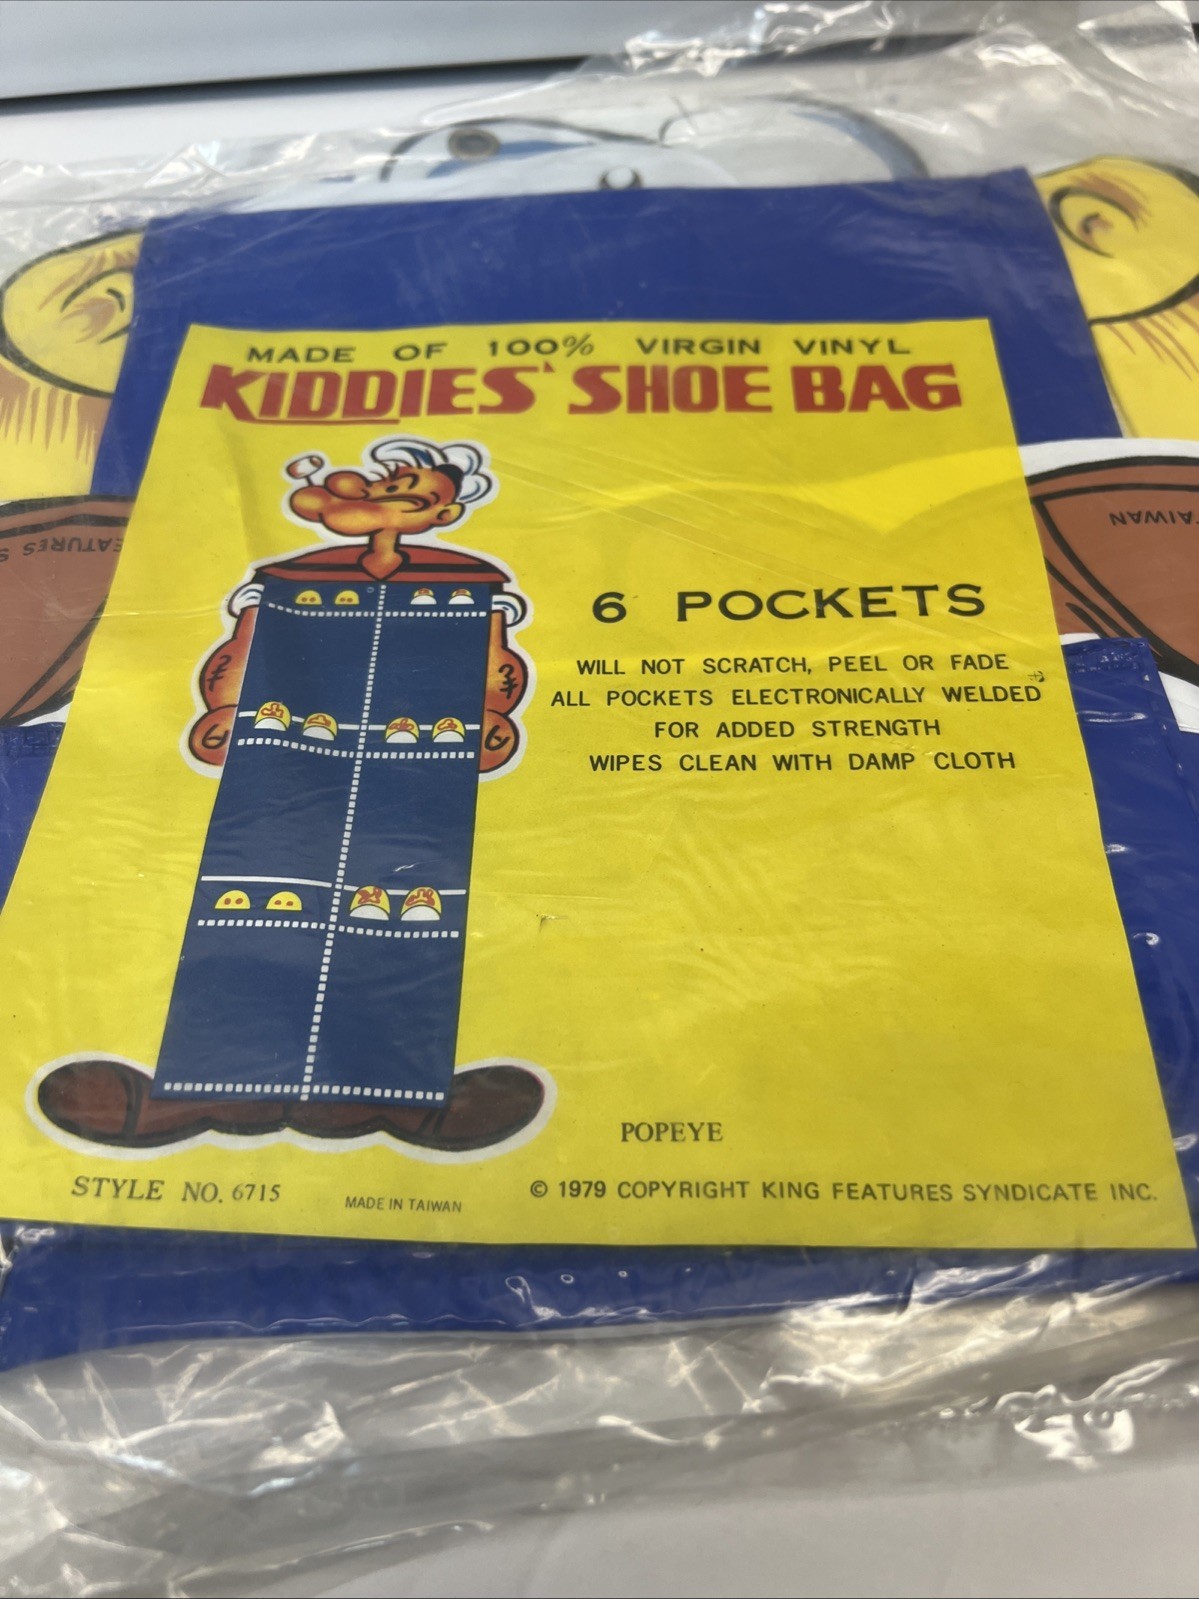 MADE OF 100% VIRGIN VINYL
KIDDIES' SHOE BAG
6 POCKETS
WILL NOT SCRATCH, PEEL OR FADE
ALL POCKETS ELECTRONICALLY WELDED
FOR ADDED STRENGTH
WIPES CLEAN WITH DAMP CLOTH
POPEYE
STYLE NO. 6715
MADE IN TAIWAN
© 1979 COPYRIGHT KING FEATURES SYNDICATE INC.
TAIWAN